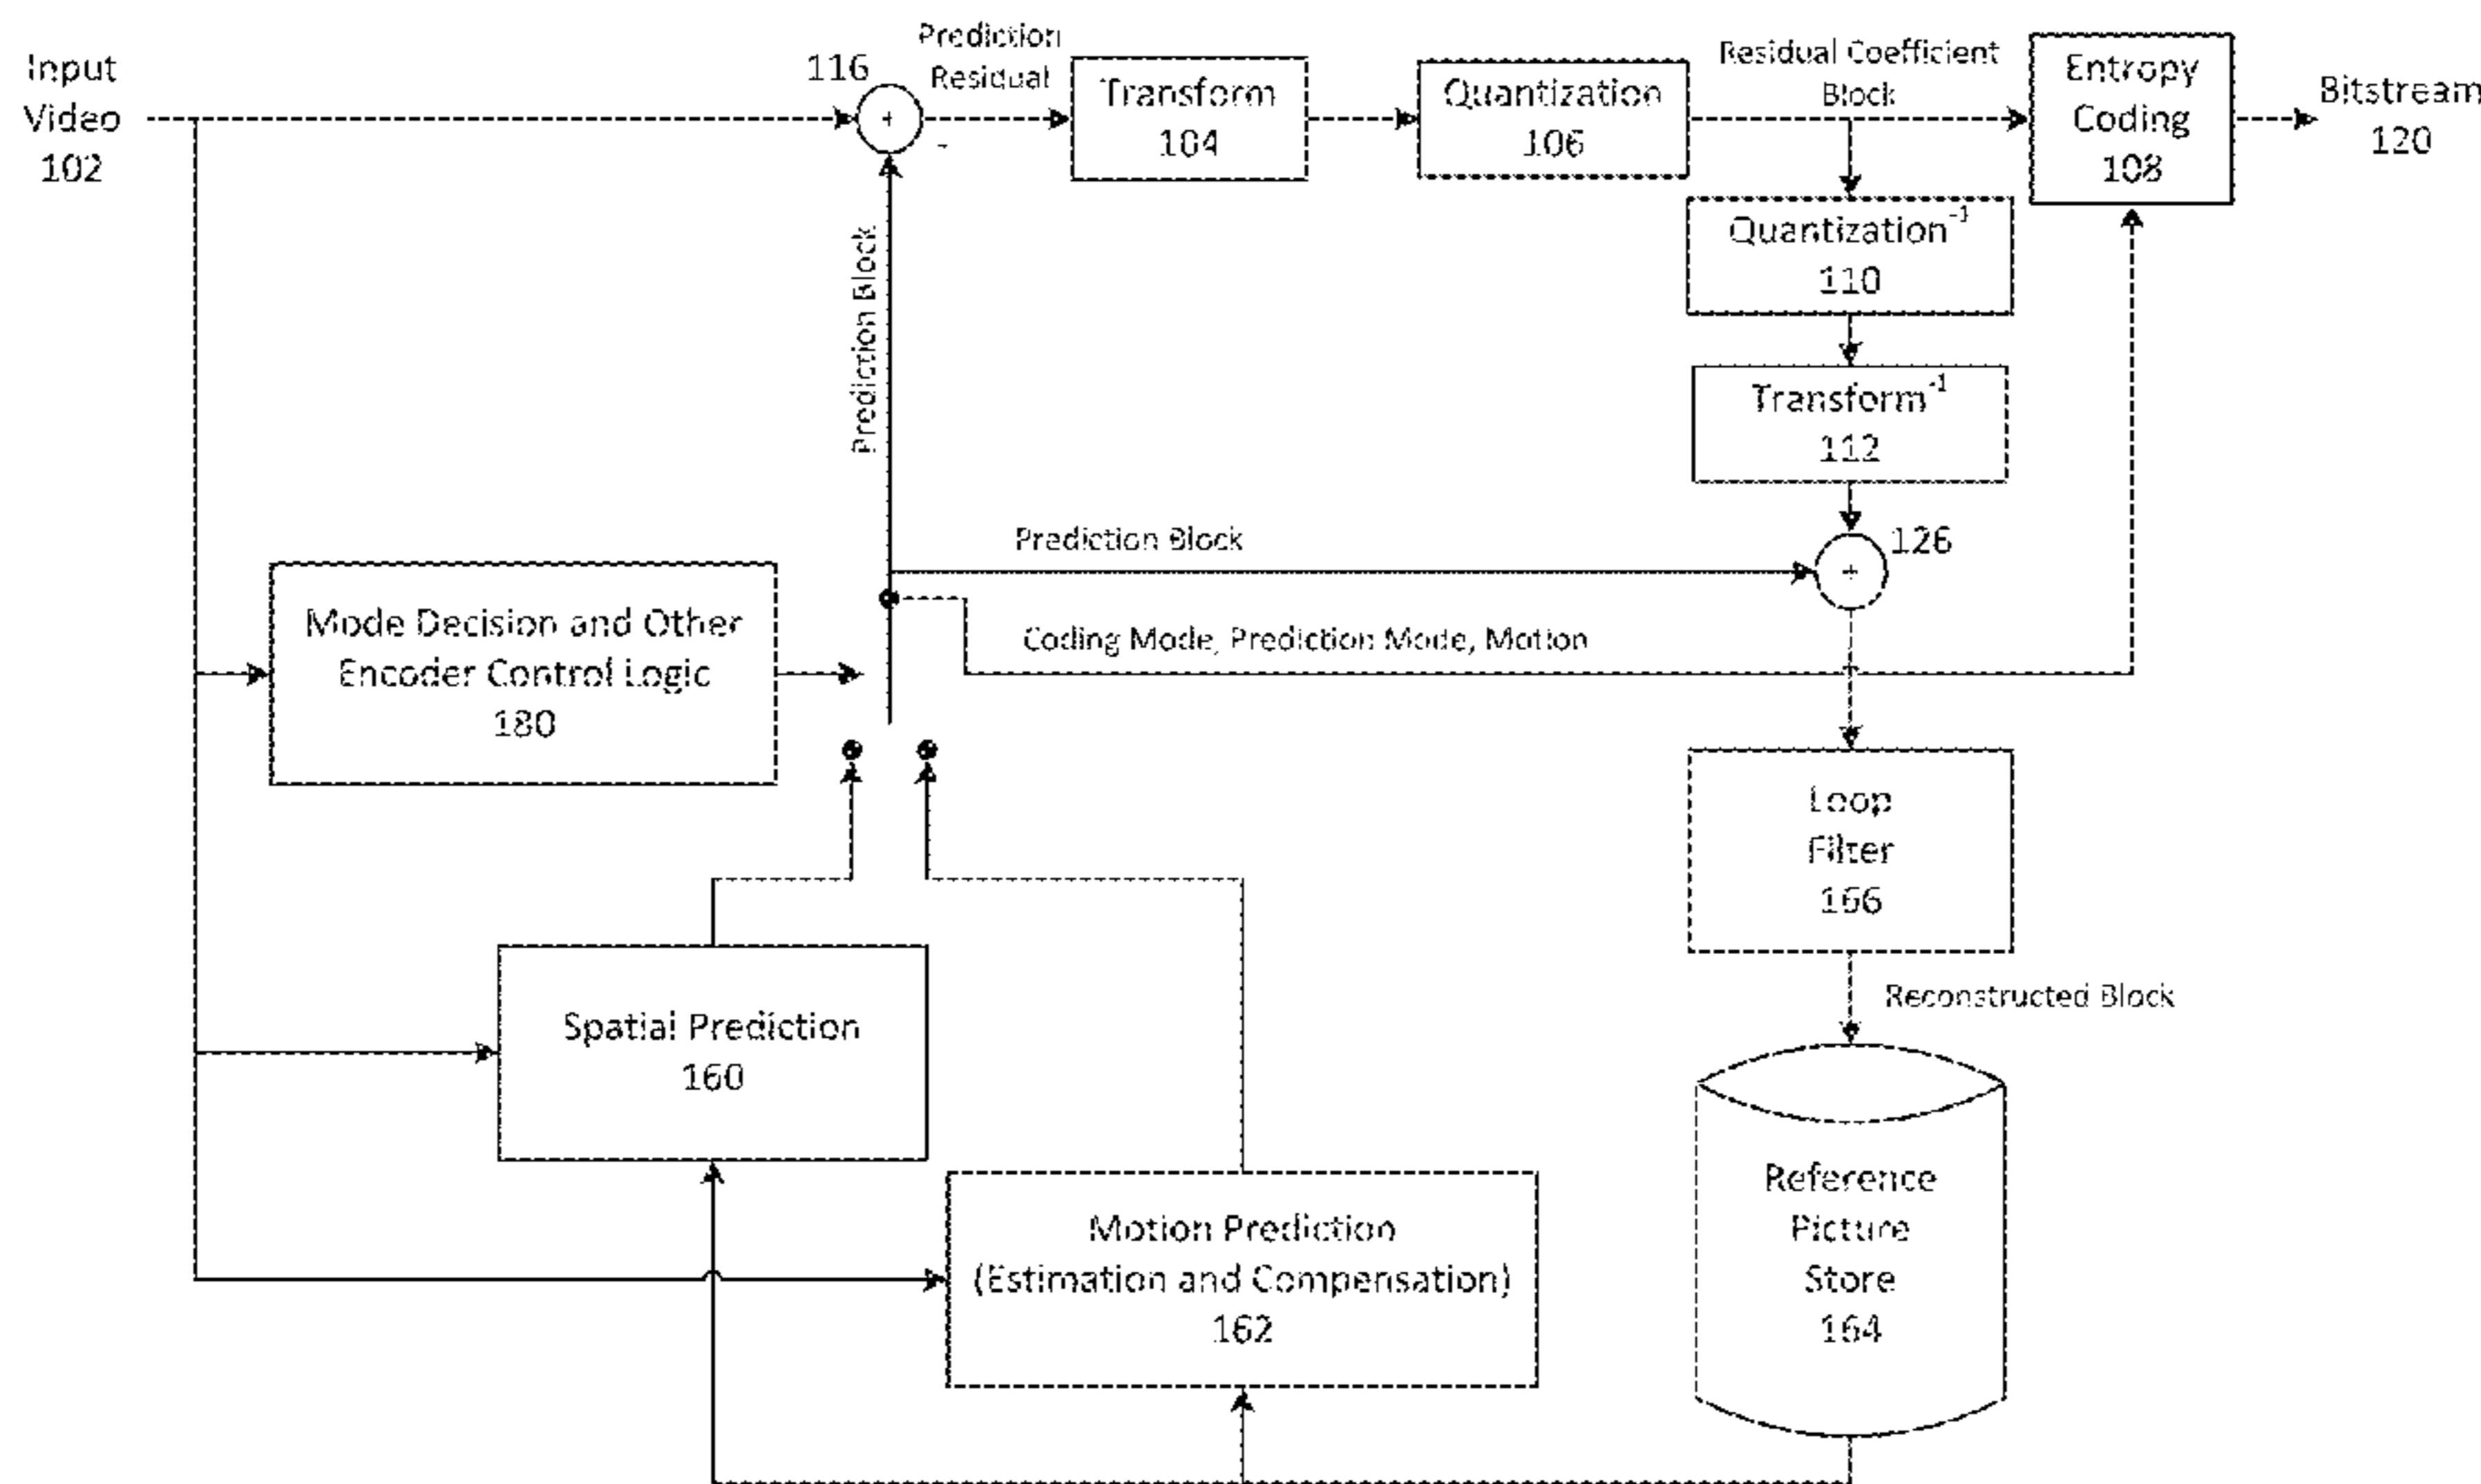 Input
Video
102
116
+
-
Prediction
Residual
Transform
104
Quantization
106
Residual Coefficient
Block
Entropy
Coding
108
Bitstream
120
Quantization-1
110
Transform-1
112
Prediction Block
Prediction Block
126
+
Mode Decision and Other
Encoder Control Logic
180
Coding Mode, Prediction Mode, Motion
Loop
Filter
166
Reconstructed Block
Spatial Prediction
160
Motion Prediction
(Estimation and Compensation)
162
Reference
Picture
Store
164